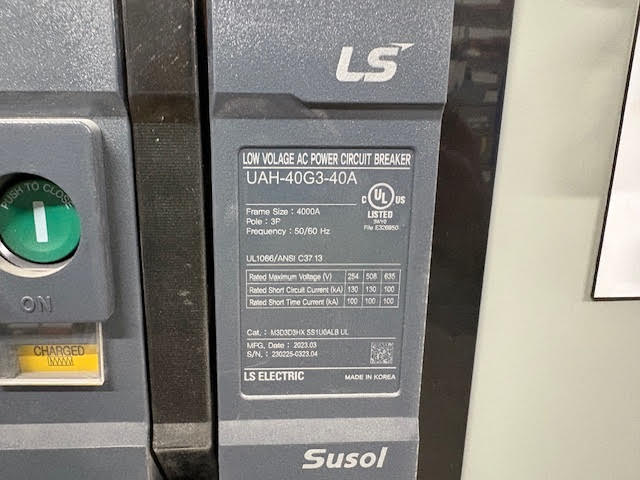 LS
LOW VOLAGE AC POWER CIRCUIT BREAKER
UAH-40G3-40A
C UL US
LISTED
Frame Size : 4000A
Pole : 3P
Frequency : 50/60 Hz
UL1066/ANSI C37.13
Rated Maximum Voltage (V) 254 508 635
Rated Short Circuit Current (kA) 130 130 100
Rated Short Time Current (kA) 100 100 100
Cat. : M3D3D3HX SS1U0ALB UL
MFG. Date : 2023.03
S/N. : 230225-0323.04
LS ELECTRIC
MADE IN KOREA
Susol
PUSH TO CLOSE
I
ON
CHARGED